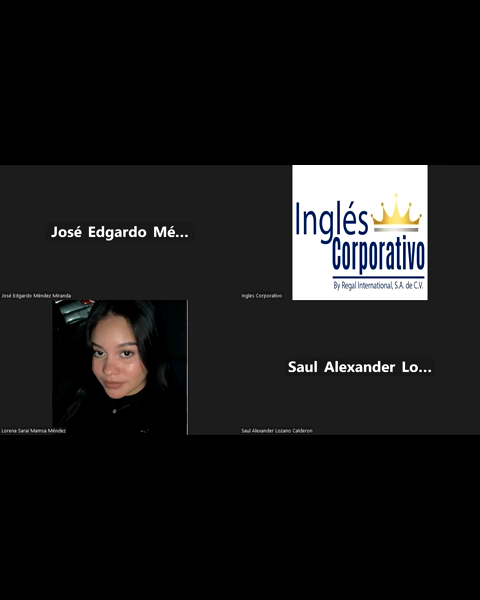 José Edgardo Mé...
José Edgardo Méndez Miranda
Inglés
Corporativo
By Regal International, S.A. de C.V.
Ingles Corporativo
Lorena Saraí Mamsa Méndez
Saul Alexander Lo...
Saul Alexander Lozano Calderon